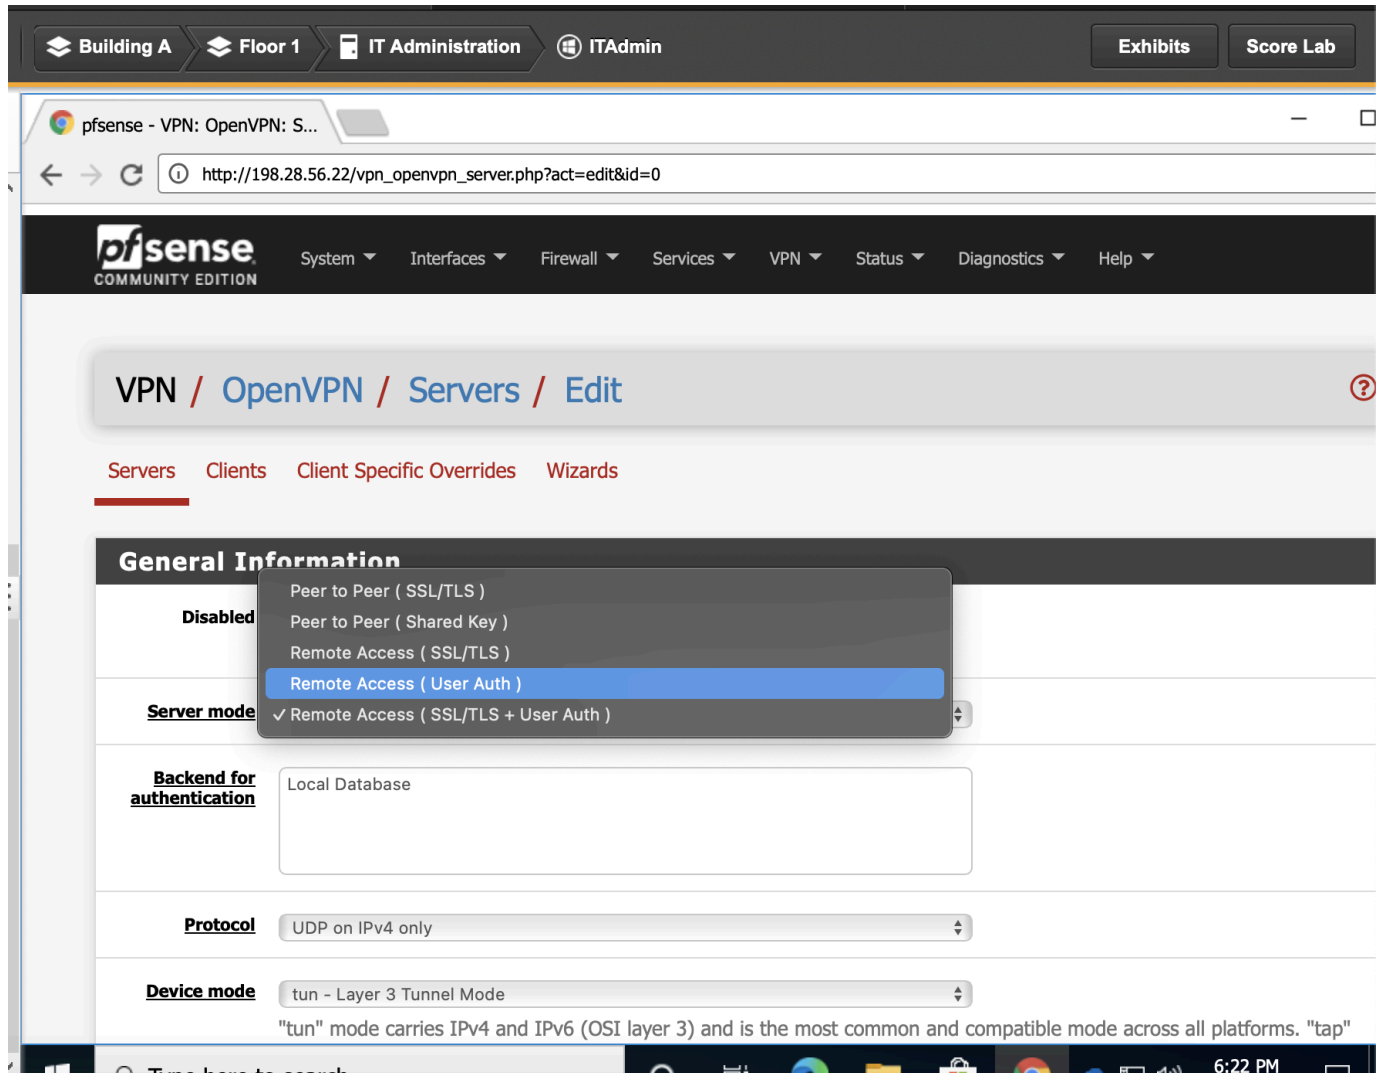 Building A Floor 1 IT Administration ITAdmin Exhibits Score Lab
pfsense - VPN: OpenVPN: S...
http://198.28.56.22/vpn_openvpn_server.php?act=edit&id=0
pfsense
COMMUNITY EDITION
System Interfaces Firewall Services VPN Status Diagnostics Help
VPN / OpenVPN / Servers / Edit
Servers Clients Client Specific Overrides Wizards
General Information
Disabled
Peer to Peer ( SSL/TLS )
Peer to Peer ( Shared Key )
Remote Access ( SSL/TLS )
Remote Access ( User Auth )
Server mode
✓ Remote Access ( SSL/TLS + User Auth )
Backend for
authentication
Local Database
Protocol
UDP on IPv4 only
Device mode
tun - Layer 3 Tunnel Mode
"tun" mode carries IPv4 and IPv6 (OSI layer 3) and is the most common and compatible mode across all platforms. "tap"
Type here to search
6:22 PM